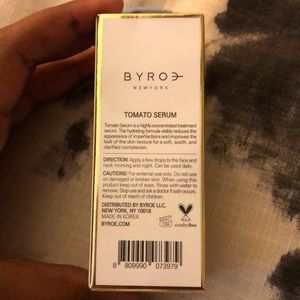 BYROE
NEWYORK
TOMATO SERUM
Tomato Serum is a highly concentrated treatment
serum. The hydrating formula visibly reduces the
appearance of imperfections and improves the
look of the skin texture for a soft, sooth, and
clarified complexion.
DIRECTION: Apply a few drops to the face and
neck morning and night. Can be used daily.
CAUTIONS: For external use only. Do not use
on damaged or broken skin. When using this
product keep out of eyes. Rinse with water to
remove. Stop use and ask a doctor if rash occurs.
Keep out of reach of children.
DISTRIBUTED BY BYROE LLC,
NEW YORK, NY 10018
MADE IN KOREA
BYROE.COM
12M
crueltyfree
8 809990 073979